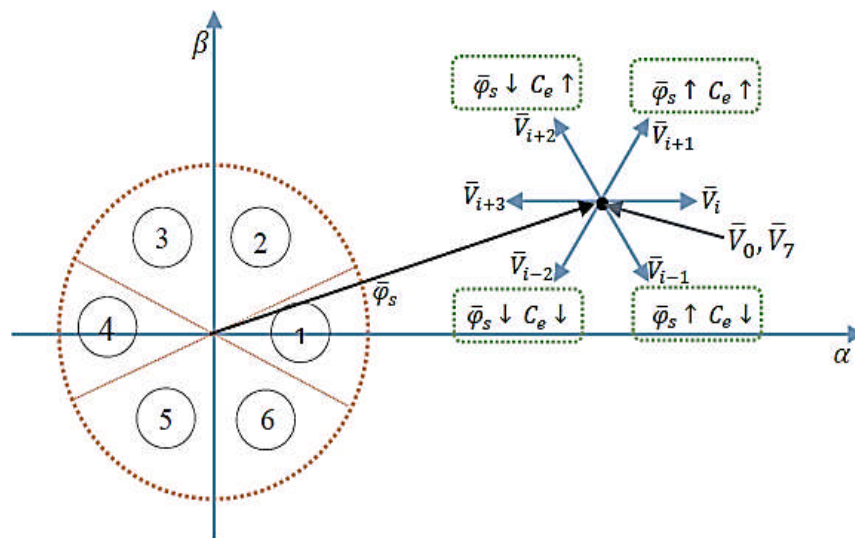 β
φ̄ₛ ↓ Cₑ ↑
φ̄ₛ ↑ Cₑ ↑
V̄ᵢ₊₂
V̄ᵢ₊₁
V̄ᵢ₊₃
V̄ᵢ
3
2
V̄₀, V̄₇
V̄ᵢ₋₂
V̄ᵢ₋₁
φ̄ₛ
4
1
φ̄ₛ ↓ Cₑ ↓
φ̄ₛ ↑ Cₑ ↓
α
5
6